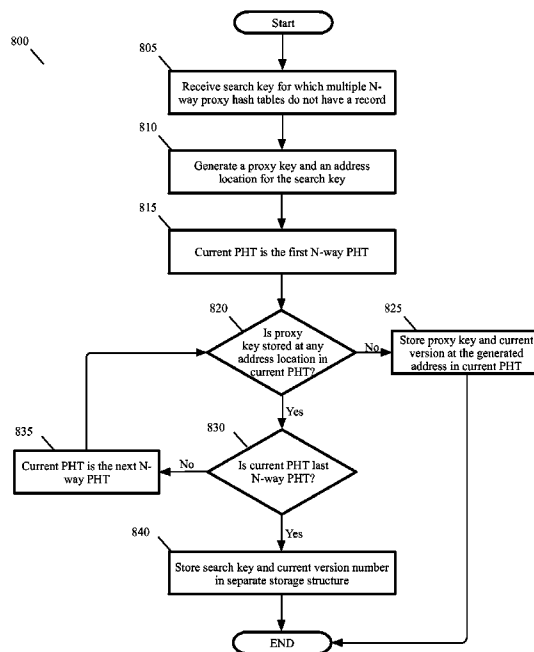 Start
800
805
Receive search key for which multiple N-
way proxy hash tables do not have a record
810
Generate a proxy key and an address
location for the search key
815
Current PHT is the first N-way PHT
820
Is proxy
key stored at any
address location in
current PHT?
No
825
Store proxy key and current
version at the generated
address in current PHT
Yes
830
Is current PHT last
N-way PHT?
No
835
Current PHT is the next N-
way PHT
Yes
840
Store search key and current version number
in separate storage structure
END